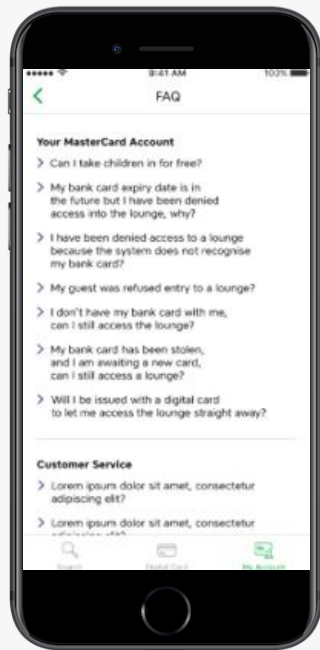 9:41 AM
100%
FAQ
Your MasterCard Account
Can I take children in for free?
My bank card expiry date is in
the future but I have been denied
access into the lounge, why?
I have been denied access to a lounge
because the system does not recognise
my bank card?
My guest was refused entry to a lounge?
I don't have my bank card with me,
can I still access the lounge?
My bank card has been stolen,
and I am awaiting a new card,
can I still access a lounge?
Will I be issued with a digital card
to let me access the lounge straight away?
Customer Service
Lorem ipsum dolor sit amet, consectetur
adipiscing elit?
Lorem ipsum dolor sit amet, consectetur
adipiscing elit?
Search
Digital Card
My Account